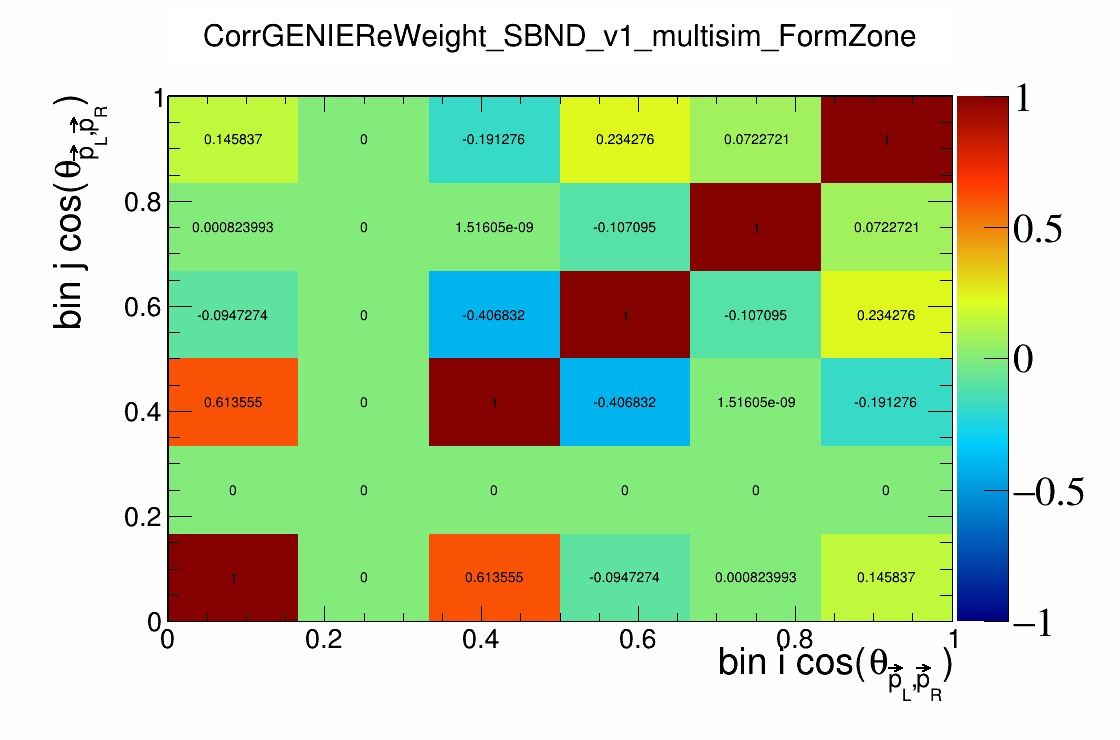 CorrGENIEReWeight_SBND_v1_multisim_FormZone
bin j cos(θp⃗L,p⃗R)
1
0.8
0.6
0.4
0.2
0
0.145837 0 -0.191276 0.234276 0.0722721 1
0.000823993 0 1.51605e-09 -0.107095 1 0.0722721
-0.0947274 0 -0.406832 1 -0.107095 0.234276
0.613555 0 1 -0.406832 1.51605e-09 -0.191276
0 0 0 0 0 0
1 0 0.613555 -0.0947274 0.000823993 0.145837
0 0.2 0.4 0.6 0.8 1
bin i cos(θp⃗L,p⃗R)
1
0.5
0
−0.5
−1